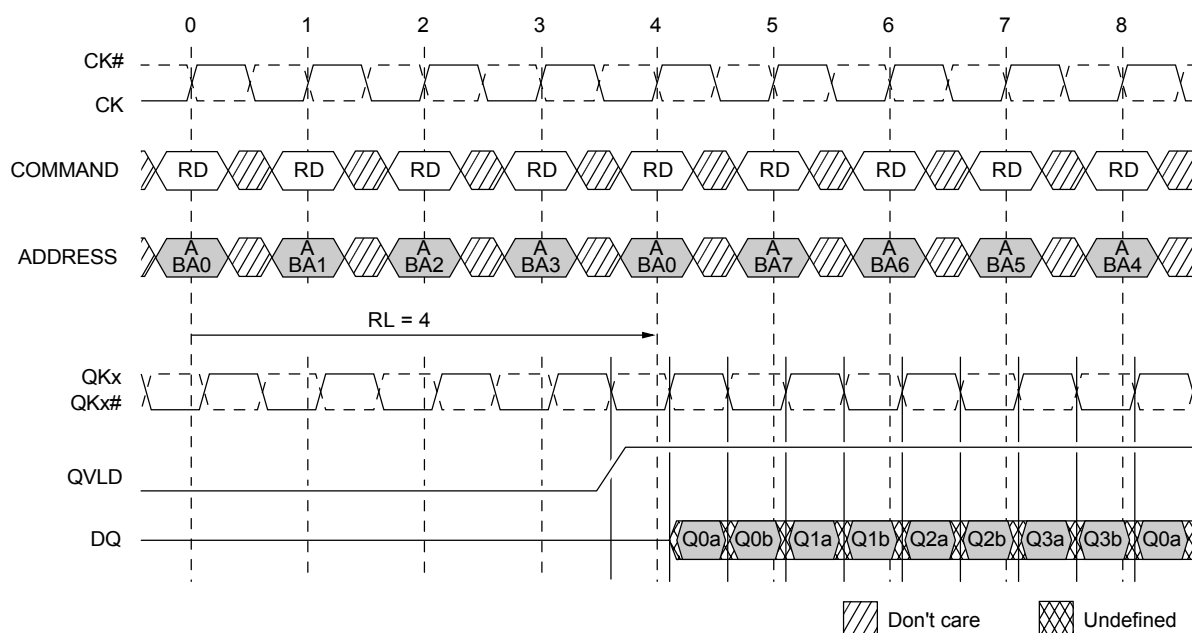 0 1 2 3 4 5 6 7 8
CK#
CK
COMMAND RD RD RD RD RD RD RD RD RD
ADDRESS A A A A A A A A A
BA0 BA1 BA2 BA3 BA0 BA7 BA6 BA5 BA4
RL = 4
QKx
QKx#
QVLD
DQ Q0a Q0b Q1a Q1b Q2a Q2b Q3a Q3b Q0a
Don't care Undefined